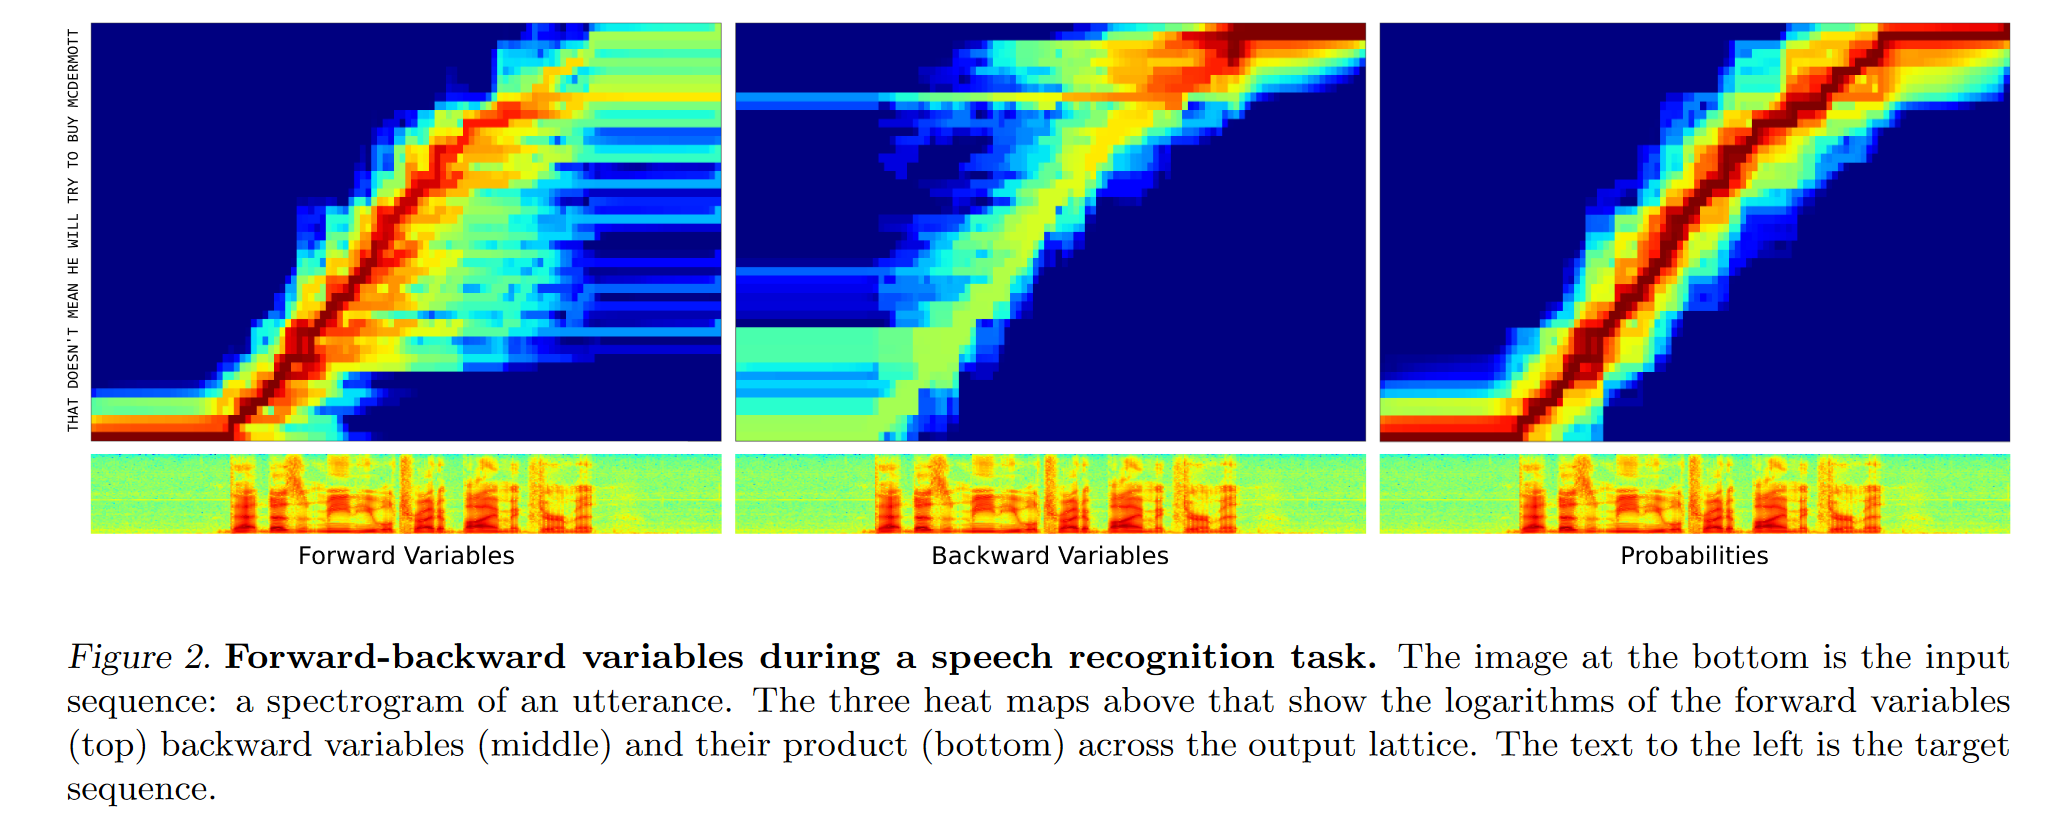 THAT DOESN'T MEAN HE WILL TRY TO BUY MCDERMOTT
Forward Variables
Backward Variables
Probabilities
Figure 2. Forward-backward variables during a speech recognition task. The image at the bottom is the input
sequence: a spectrogram of an utterance. The three heat maps above that show the logarithms of the forward variables
(top) backward variables (middle) and their product (bottom) across the output lattice. The text to the left is the target
sequence.